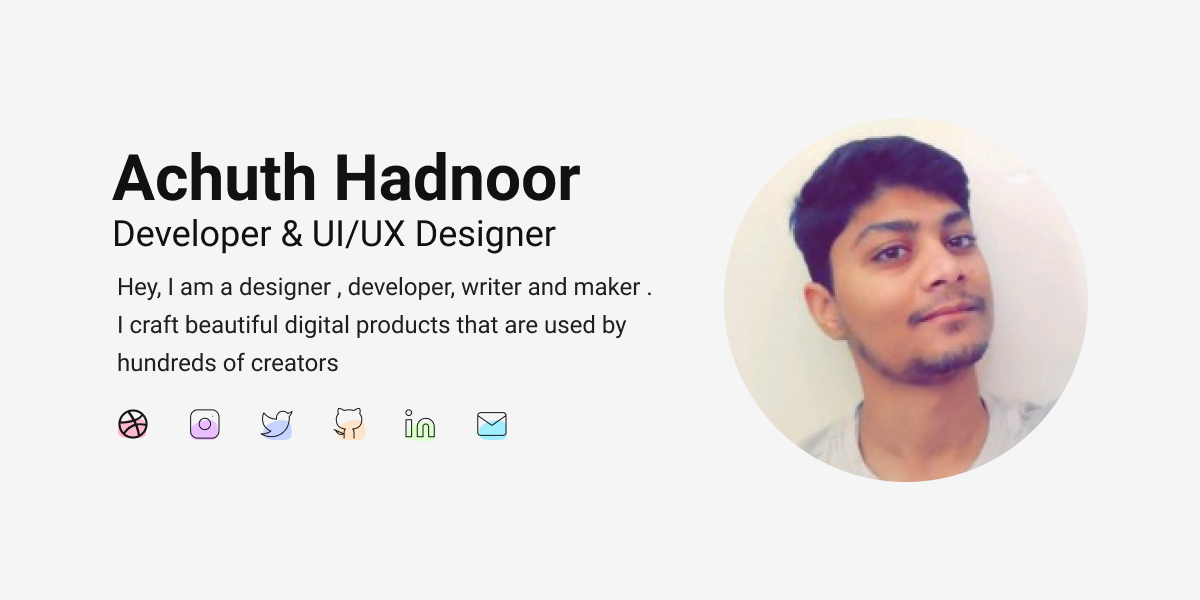 Achuth Hadnoor
Developer & UI/UX Designer
Hey, I am a designer , developer, writer and maker .
I craft beautiful digital products that are used by
hundreds of creators